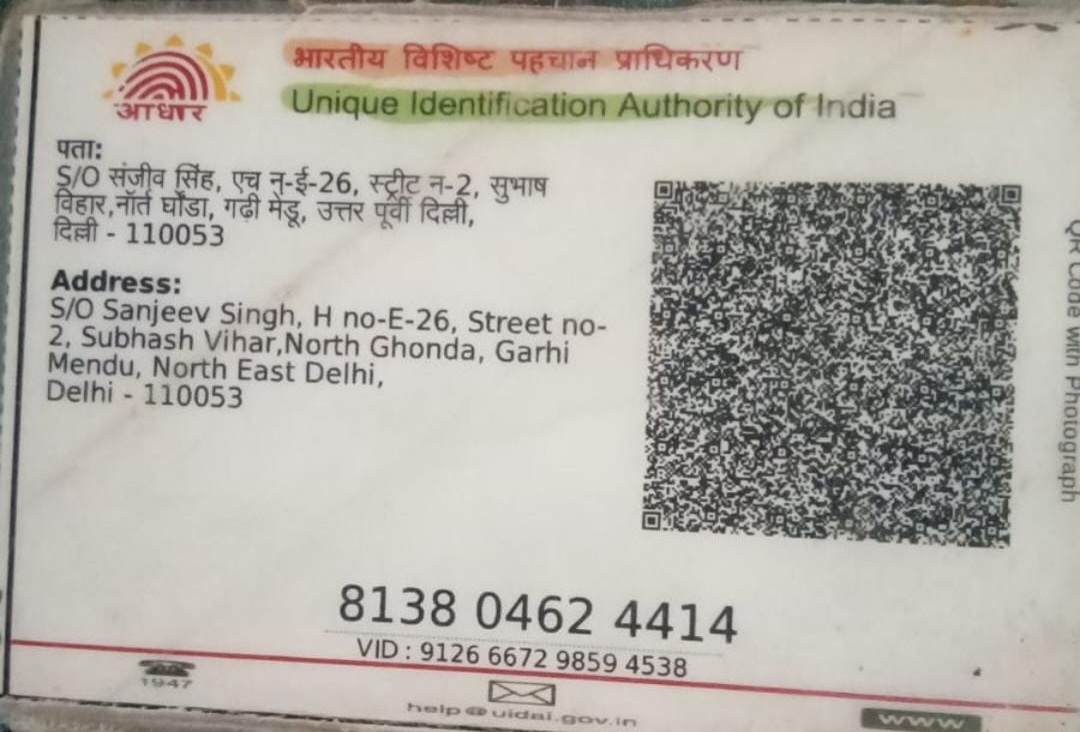 भारतीय विशिष्ट पहचान प्राधिकरण
Unique Identification Authority of India
आधार
पता:
S/O संजीव सिंह, एच न-ई-26, स्ट्रीट न-2, सुभाष
विहार,नॉर्त घोंडा, गढ़ी मेडू, उत्तर पूर्वी दिल्ली,
दिल्ली - 110053
Address:
S/O Sanjeev Singh, H no-E-26, Street no-
2, Subhash Vihar,North Ghonda, Garhi
Mendu, North East Delhi,
Delhi - 110053
QR Code with Photograph
8138 0462 4414
VID : 9126 6672 9859 4538
1947
help@uidai.gov.in
www